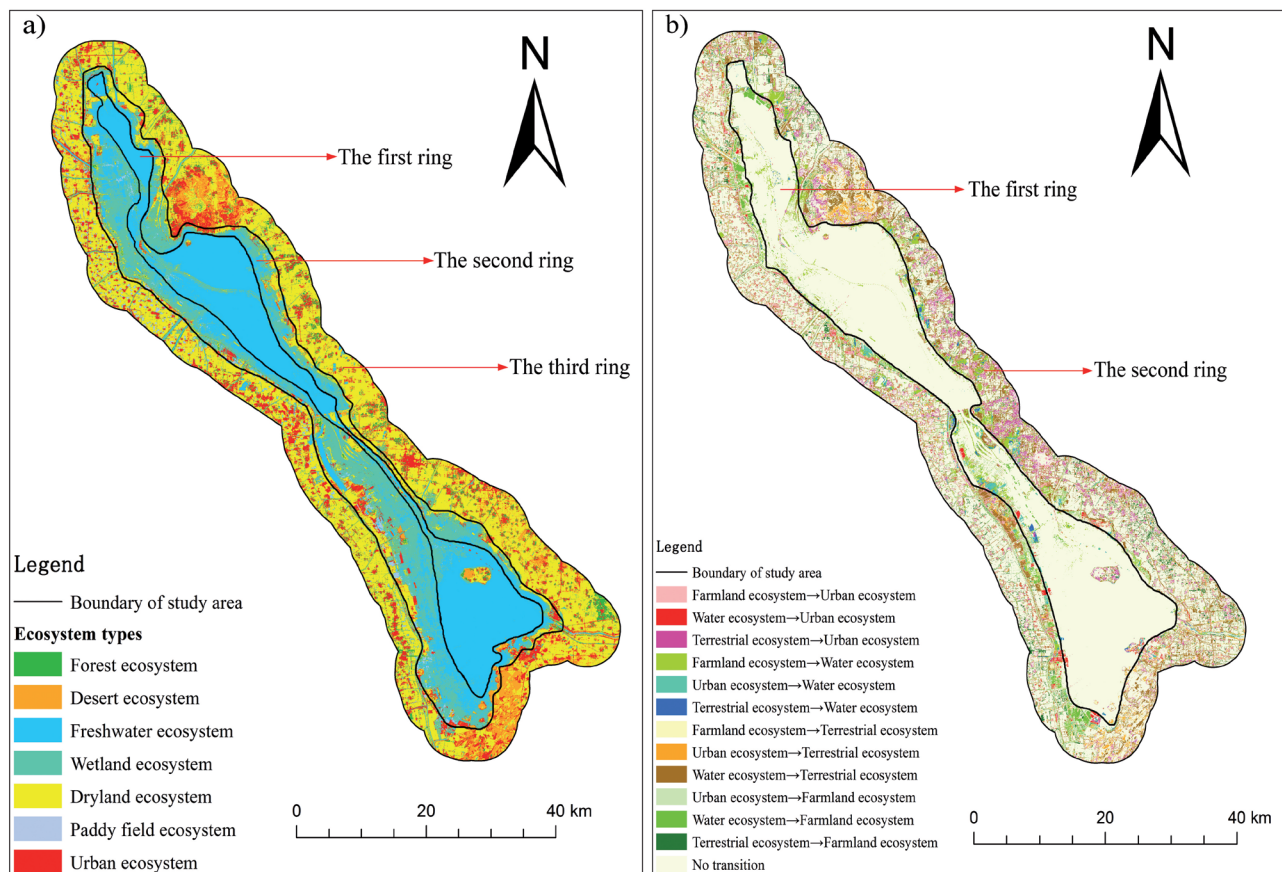 a)
N
The first ring
The second ring
The third ring
Legend
Boundary of study area
Ecosystem types
Forest ecosystem
Desert ecosystem
Freshwater ecosystem
Wetland ecosystem
Dryland ecosystem
Paddy field ecosystem
Urban ecosystem
0 20 40 km
b)
N
The first ring
The second ring
Legend
Boundary of study area
Farmland ecosystem→Urban ecosystem
Water ecosystem→Urban ecosystem
Terrestrial ecosystem→Urban ecosystem
Farmland ecosystem→Water ecosystem
Urban ecosystem→Water ecosystem
Terrestrial ecosystem→Water ecosystem
Farmland ecosystem→Terrestrial ecosystem
Urban ecosystem→Terrestrial ecosystem
Water ecosystem→Terrestrial ecosystem
Urban ecosystem→Farmland ecosystem
Water ecosystem→Farmland ecosystem
Terrestrial ecosystem→Farmland ecosystem
No transition
0 20 40 km